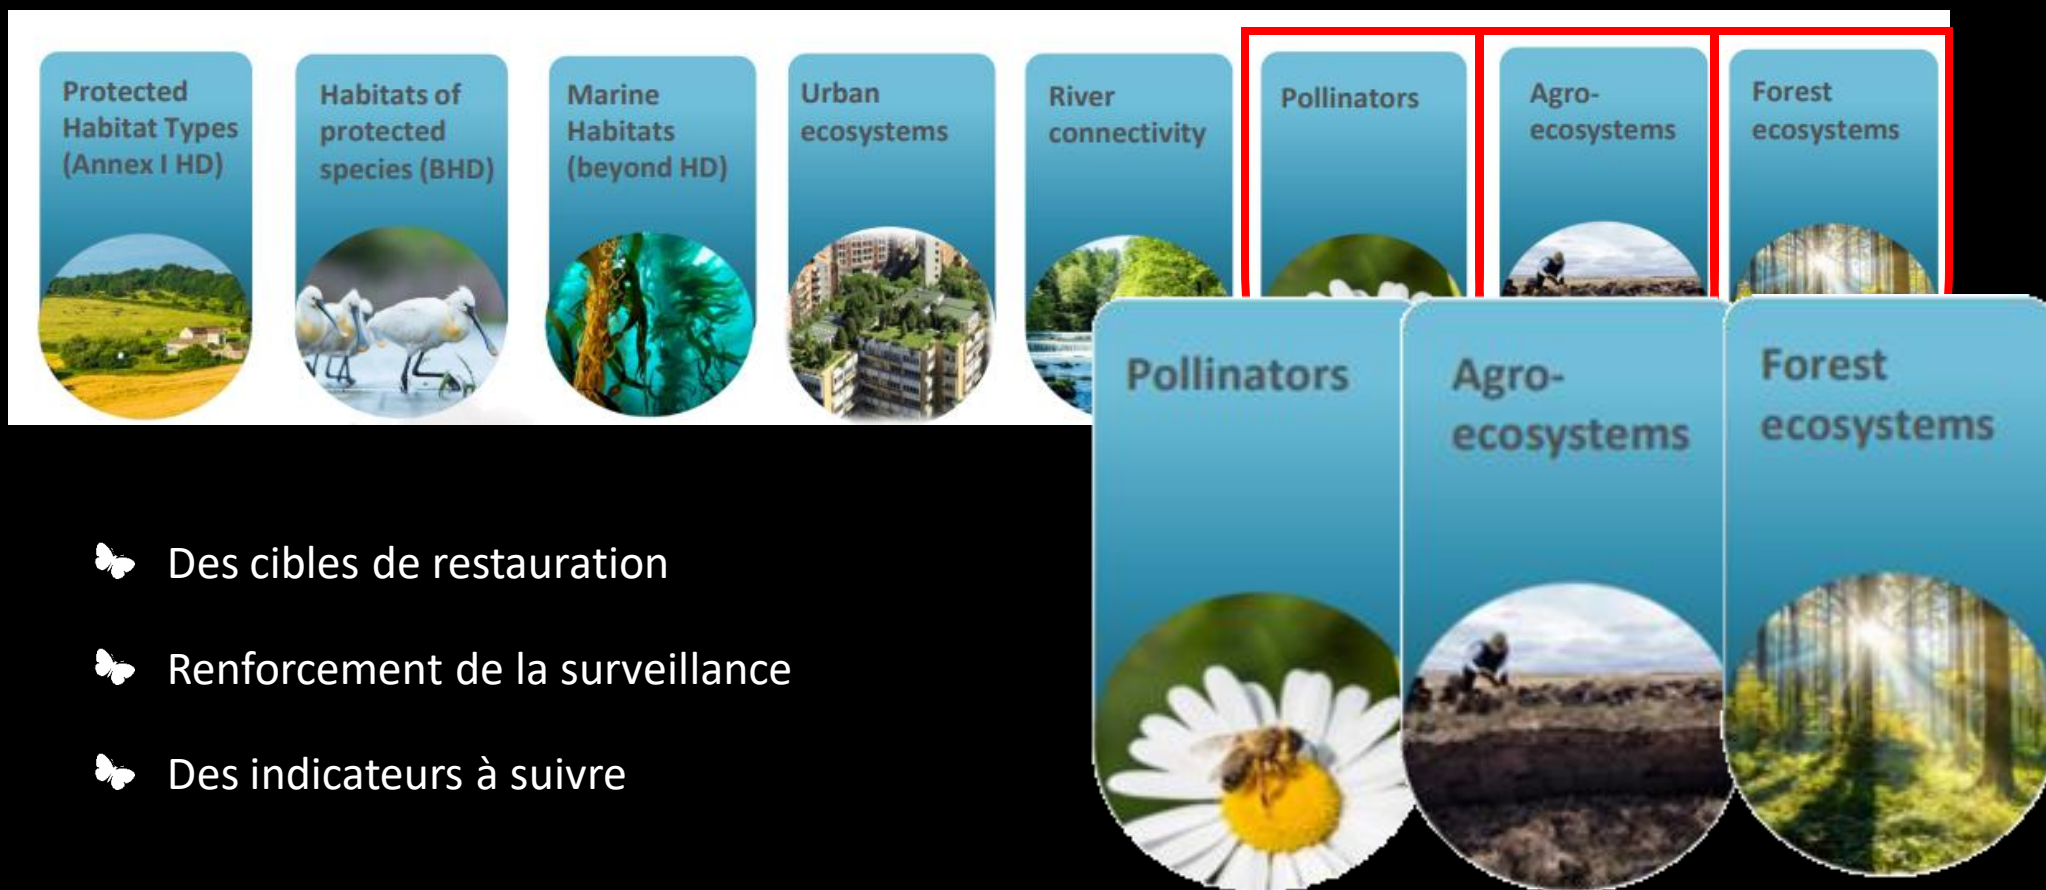 Protected
Habitat Types
(Annex I HD)
Habitats of
protected
species (BHD)
Marine
Habitats
(beyond HD)
Urban
ecosystems
River
connectivity
Pollinators
Agro-
ecosystems
Forest
ecosystems
Pollinators
Agro-
ecosystems
Forest
ecosystems
Des cibles de restauration
Renforcement de la surveillance
Des indicateurs à suivre